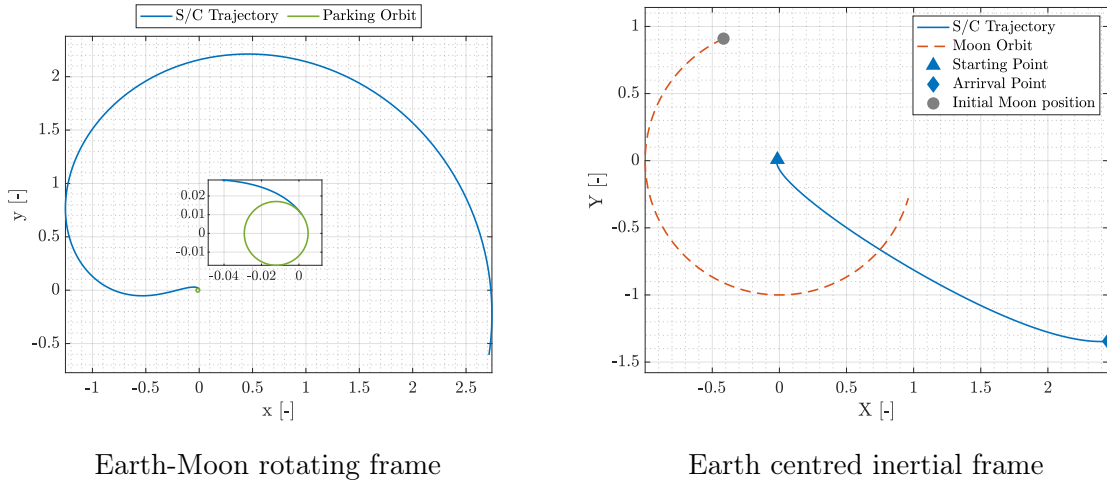 S/C Trajectory
Parking Orbit
2
1.5
1
0.5
0
-0.5
y [-]
-1
-0.5
0
0.5
1
1.5
2
2.5
x [-]
0.02
0.01
0
-0.01
-0.04
-0.02
0
Earth-Moon rotating frame
S/C Trajectory
Moon Orbit
Starting Point
Arrirval Point
Initial Moon position
1
0.5
0
-0.5
-1
-1.5
Y [-]
-0.5
0
0.5
1
1.5
2
X [-]
Earth centred inertial frame